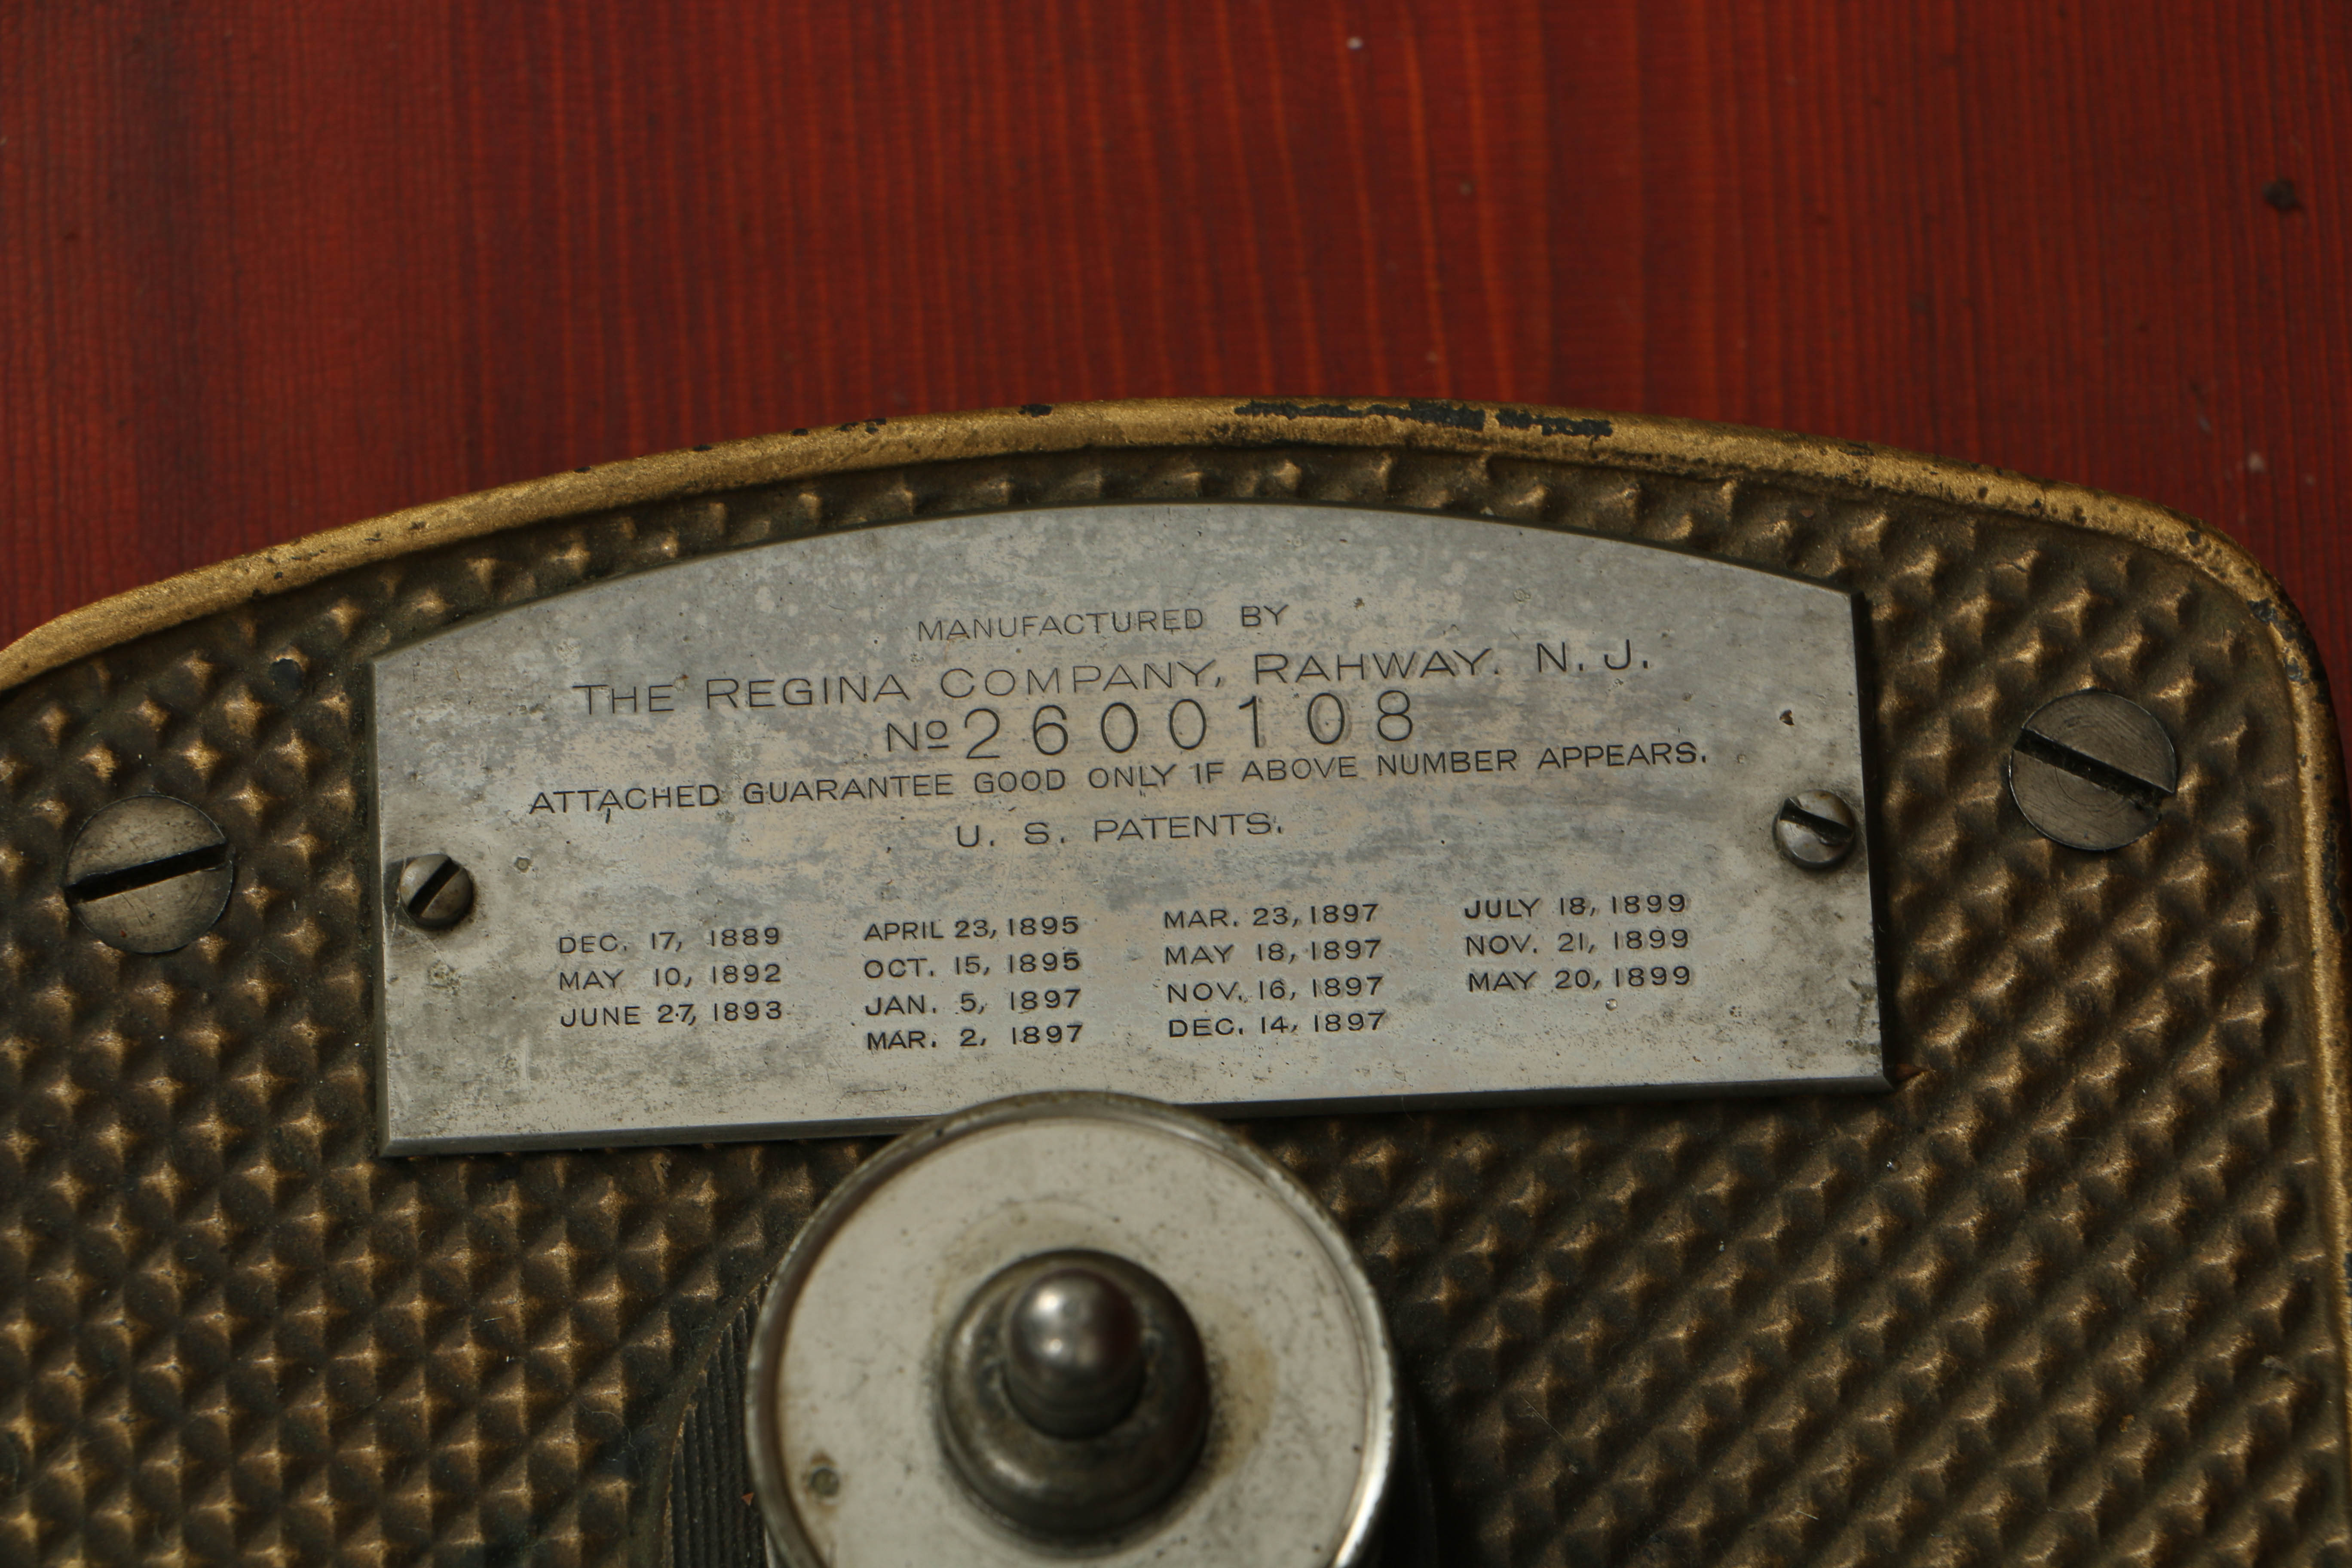 MANUFACTURED BY
THE REGINA COMPANY, RAHWAY. N. J.
Nº 2600108
ATTACHED GUARANTEE GOOD ONLY IF ABOVE NUMBER APPEARS.
U. S. PATENTS.
DEC. 17, 1889
MAY 10, 1892
JUNE 27, 1893
APRIL 23, 1895
OCT. 15, 1895
JAN. 5, 1897
MAR. 2, 1897
MAR. 23, 1897
MAY 18, 1897
NOV. 16, 1897
DEC. 14, 1897
JULY 18, 1899
NOV. 21, 1899
MAY 20, 1899